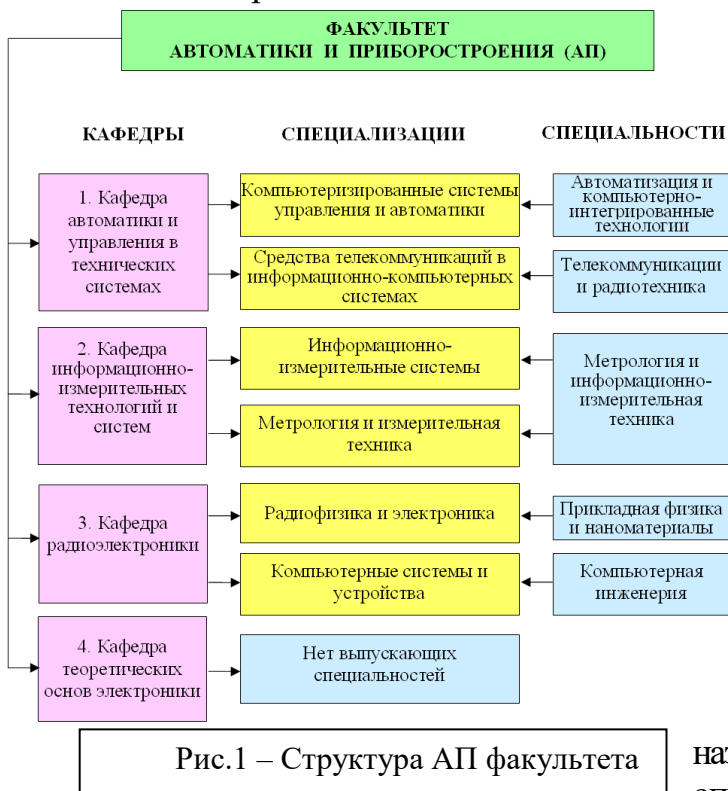 ФАКУЛЬТЕТ
АВТОМАТИКИ И ПРИБОРОСТРОЕНИЯ (АП)
КАФЕДРЫ
СПЕЦИАЛИЗАЦИИ
СПЕЦИАЛЬНОСТИ
1. Кафедра
автоматики и
управления в
технических
системах
Компьютеризированные системы
управления и автоматики
Автоматизация и
компьютерно-
интегрированные
технологии
Средства телекоммуникаций в
информационно-компьютерных
системах
Телекоммуникации
и радиотехника
2. Кафедра
информационно-
измерительных
технологий и
систем
Информационно-
измерительные системы
Метрология и измерительная
техника
Метрология и
информационно-
измерительная
техника
3. Кафедра
радиоэлектроники
Радиофизика и электроника
Прикладная физика
и наноматериалы
Компьютерные системы и
устройства
Компьютерная
инженерия
4. Кафедра
теоретических
основ электроники
Нет выпускающих
специальностей
Рис.1 – Структура АП факультета